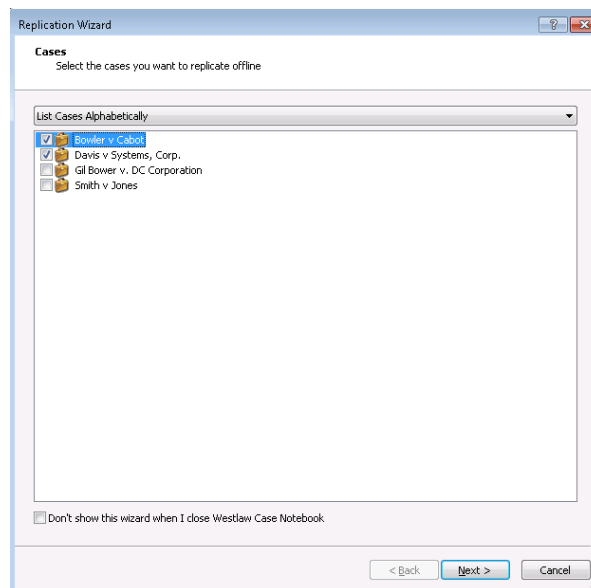 Replication Wizard
Cases
Select the cases you want to replicate offline
List Cases Alphabetically
Bowler v Cabot
Davis v Systems, Corp.
Gil Bower v. DC Corporation
Smith v Jones
Don't show this wizard when I close Westlaw Case Notebook
< Back Next > Cancel